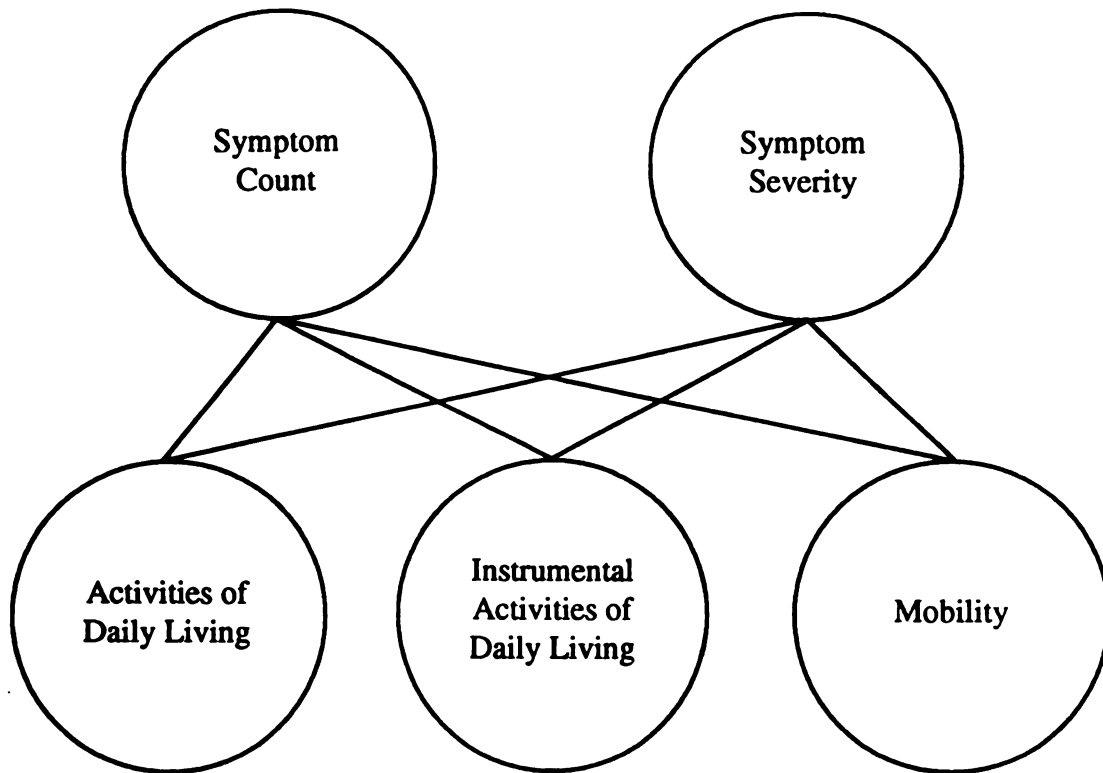 Symptom
Count
Symptom
Severity
Activities of
Daily Living
Instrumental
Activities of
Daily Living
Mobility